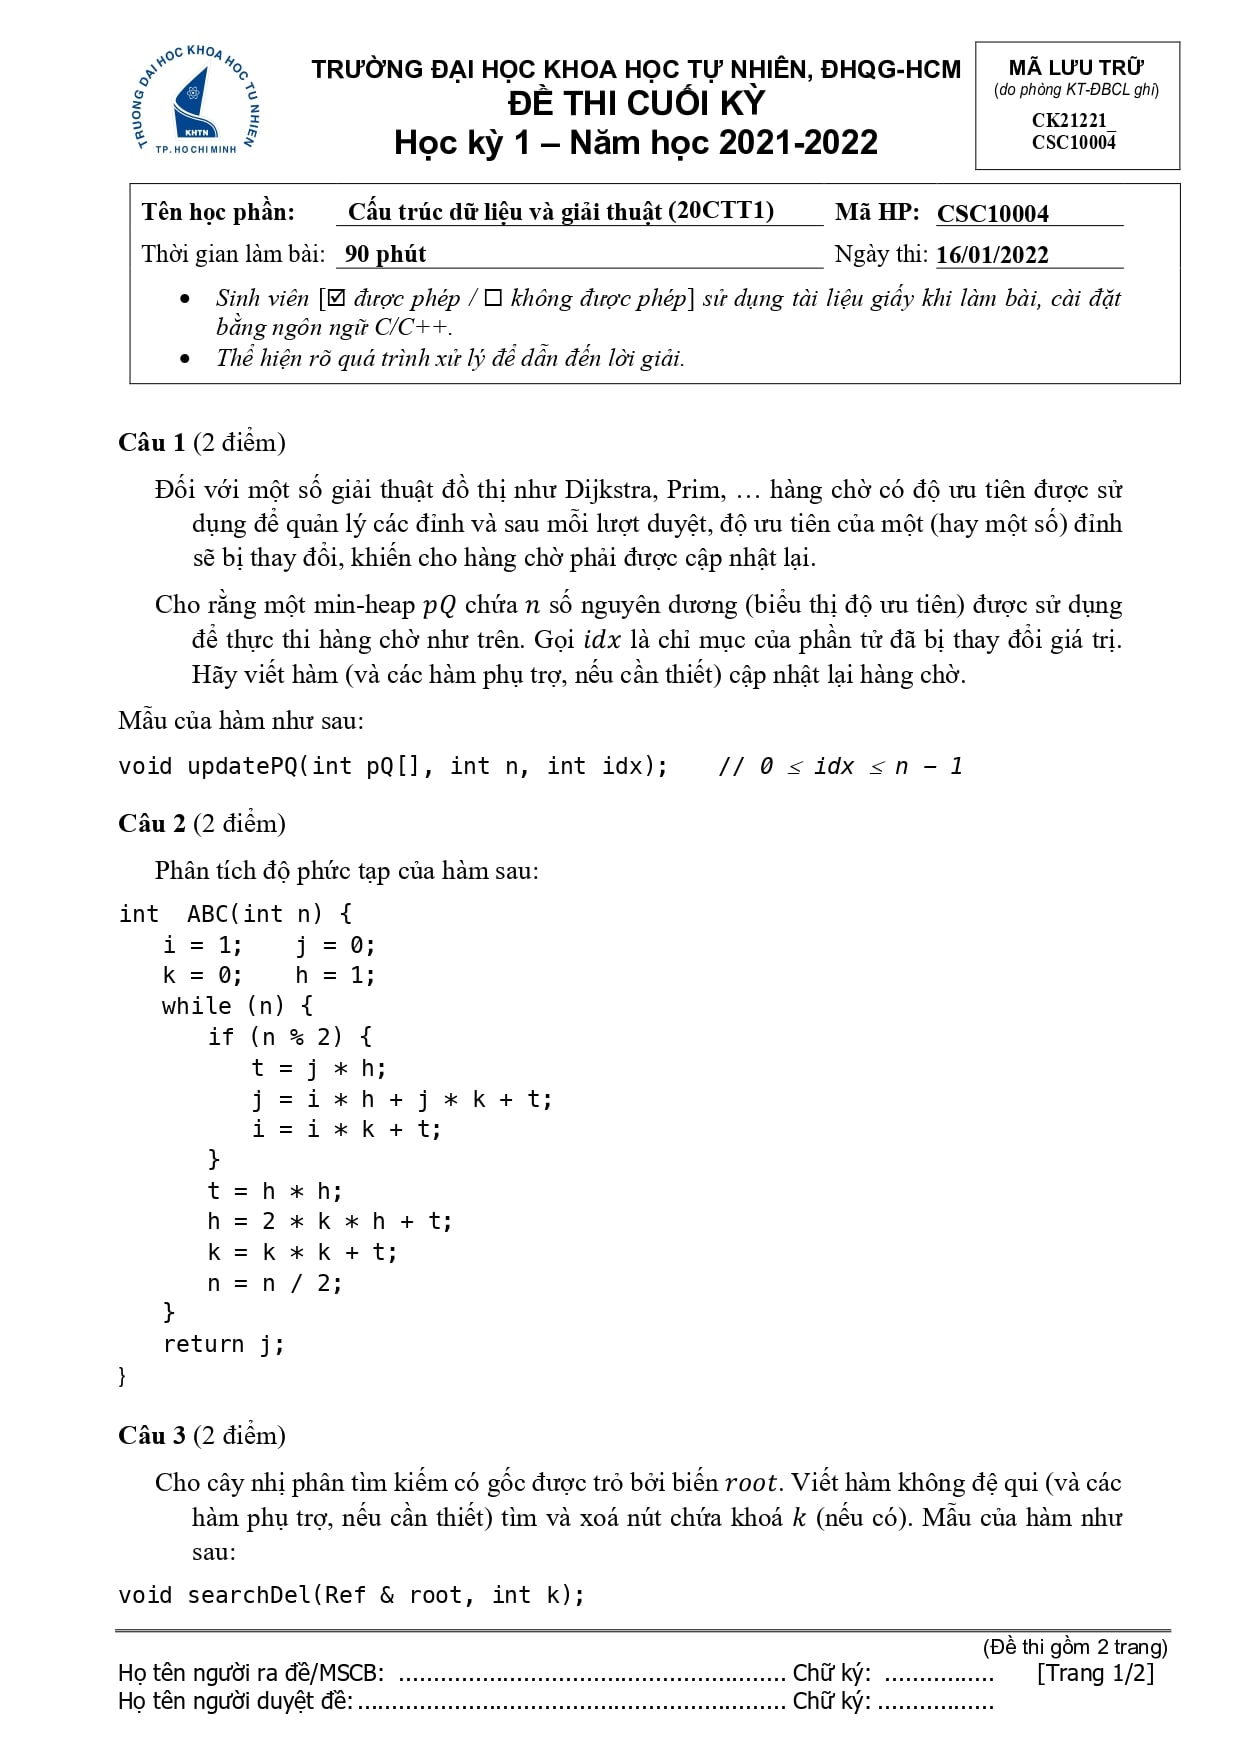 TRUONG DAI HOC KHOA HOC TU NHIEN
KHTN
TP. HO CHI MINH
TRƯỜNG ĐẠI HỌC KHOA HỌC TỰ NHIÊN, ĐHQG-HCM
ĐỀ THI CUỐI KỲ
Học kỳ 1 – Năm học 2021-2022
MÃ LƯU TRỮ
(do phòng KT-ĐBCL ghi)
CK21221_
CSC10004
Tên học phần: Cấu trúc dữ liệu và giải thuật (20CTT1) Mã HP: CSC10004
Thời gian làm bài: 90 phút Ngày thi: 16/01/2022
• Sinh viên [☑ được phép / ☐ không được phép] sử dụng tài liệu giấy khi làm bài, cài đặt
bằng ngôn ngữ C/C++.
• Thể hiện rõ quá trình xử lý để dẫn đến lời giải.
Câu 1 (2 điểm)
Đối với một số giải thuật đồ thị như Dijkstra, Prim, … hàng chờ có độ ưu tiên được sử
dụng để quản lý các đỉnh và sau mỗi lượt duyệt, độ ưu tiên của một (hay một số) đỉnh
sẽ bị thay đổi, khiến cho hàng chờ phải được cập nhật lại.
Cho rằng một min-heap pQ chứa n số nguyên dương (biểu thị độ ưu tiên) được sử dụng
để thực thi hàng chờ như trên. Gọi idx là chỉ mục của phần tử đã bị thay đổi giá trị.
Hãy viết hàm (và các hàm phụ trợ, nếu cần thiết) cập nhật lại hàng chờ.
Mẫu của hàm như sau:
void updatePQ(int pQ[], int n, int idx); // 0 ≤ idx ≤ n − 1
Câu 2 (2 điểm)
Phân tích độ phức tạp của hàm sau:
int ABC(int n) {
i = 1; j = 0;
k = 0; h = 1;
while (n) {
if (n % 2) {
t = j * h;
j = i * h + j * k + t;
i = i * k + t;
}
t = h * h;
h = 2 * k * h + t;
k = k * k + t;
n = n / 2;
}
return j;
}
Câu 3 (2 điểm)
Cho cây nhị phân tìm kiếm có gốc được trỏ bởi biến root. Viết hàm không đệ qui (và các
hàm phụ trợ, nếu cần thiết) tìm và xoá nút chứa khoá k (nếu có). Mẫu của hàm như
sau:
void searchDel(Ref & root, int k);
(Đề thi gồm 2 trang)
Họ tên người ra đề/MSCB: ........................................................ Chữ ký: ................ [Trang 1/2]
Họ tên người duyệt đề: .............................................................. Chữ ký: .................